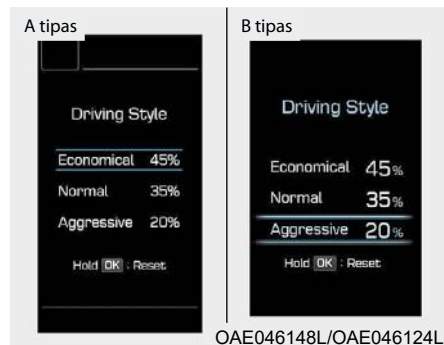 A tipas
Driving Style
Economical 45%
Normal 35%
Aggressive 20%
Hold OK : Reset
B tipas
Driving Style
Economical 45%
Normal 35%
Aggressive 20%
Hold OK : Reset
OAE046148L/OAE046124L